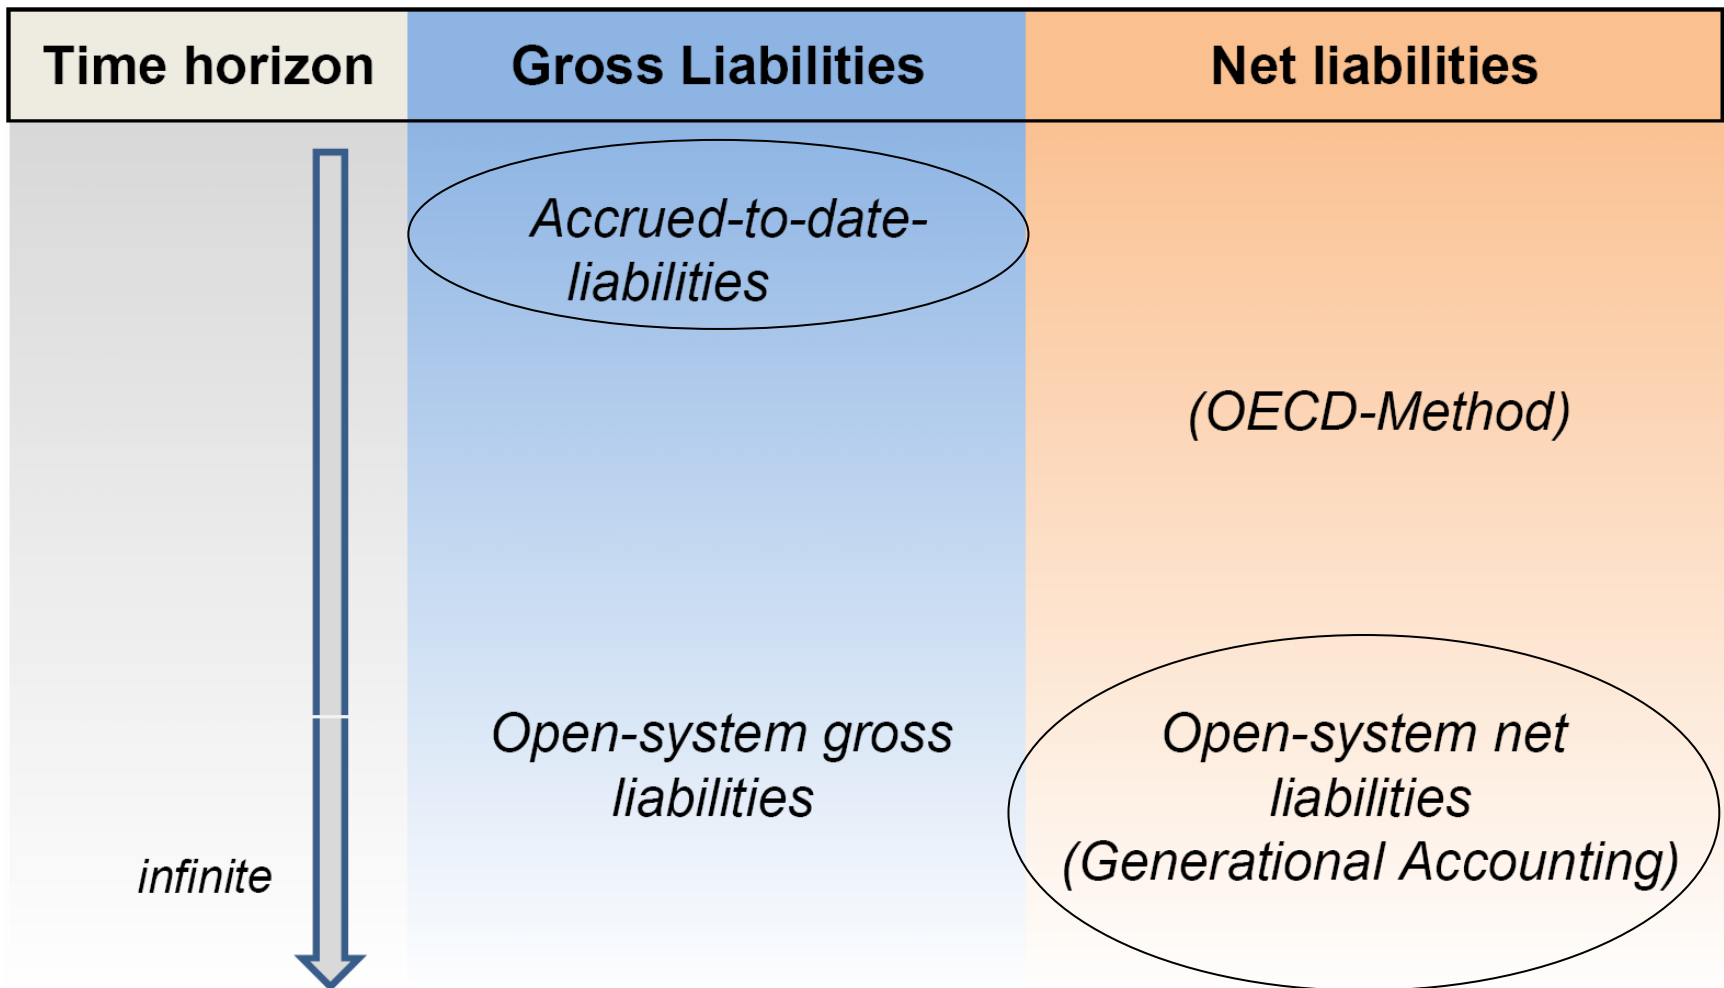 Time horizon
Gross Liabilities
Net liabilities
Accrued-to-date-
liabilities
(OECD-Method)
Open-system gross
liabilities
Open-system net
liabilities
(Generational Accounting)
infinite